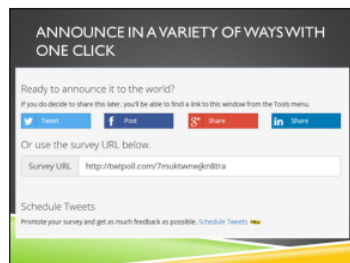 ANNOUNCE IN A VARIETY OF WAYS WITH
ONE CLICK
Ready to announce it to the world?
If you do decide to share this later, you'll be able to find a link to this window from the Tools menu.
Tweet
f Post
g+ Share
in Share
Or use the survey URL below.
Survey URL http://twtpoll.com/7muktwnwjkn8tra
Schedule Tweets
Promote your survey and get as much feedback as possible. Schedule Tweets